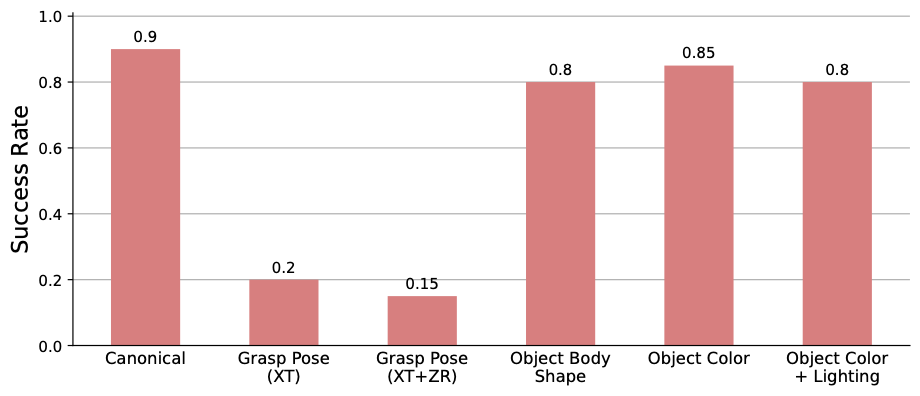 Success Rate
1.0
0.8
0.6
0.4
0.2
0.0
0.9
0.2
0.15
0.8
0.85
0.8
Canonical
Grasp Pose
(XT)
Grasp Pose
(XT+ZR)
Object Body
Shape
Object Color
Object Color
+ Lighting